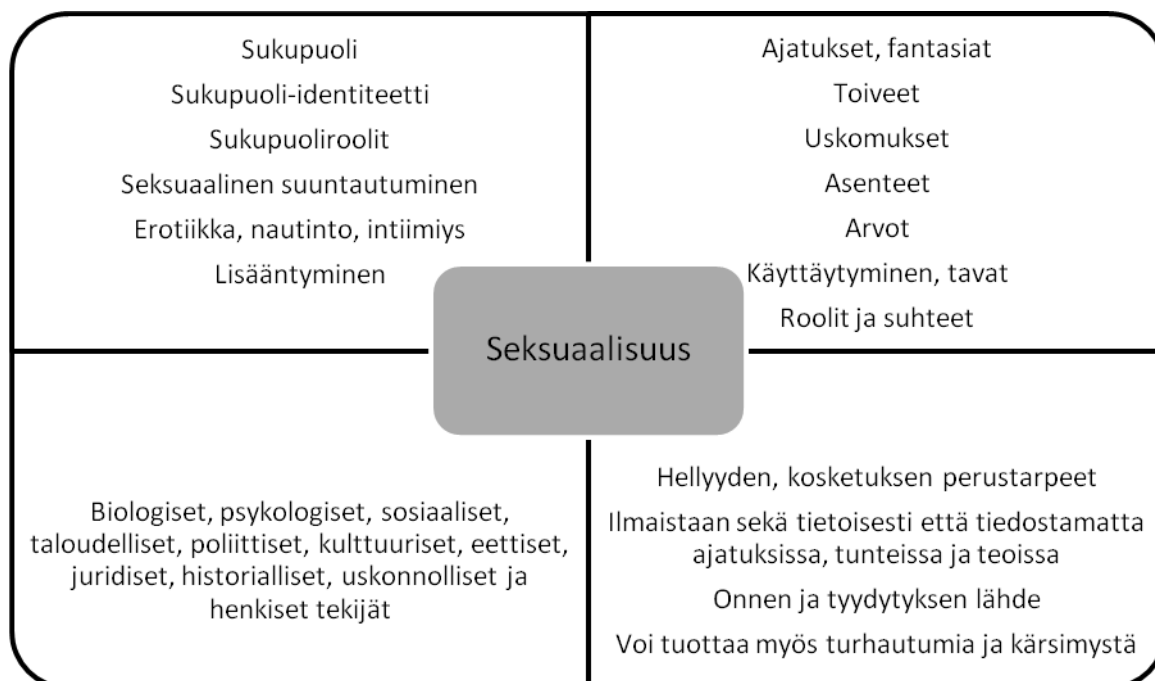 Sukupuoli
Sukupuoli-identiteetti
Sukupuoliroolit
Seksuaalinen suuntautuminen
Erotiikka, nautinto, intiimiys
Lisääntyminen
Ajatukset, fantasiat
Toiveet
Uskomukset
Asenteet
Arvot
Käyttäytyminen, tavat
Roolit ja suhteet
Seksuaalisuus
Biologiset, psykologiset, sosiaaliset,
taloudelliset, poliittiset, kulttuuriset, eettiset,
juridiset, historialliset, uskonnolliset ja
henkiset tekijät
Hellyyden, kosketuksen perustarpeet
Ilmaistaan sekä tietoisesti että tiedostamatta
ajatuksissa, tunteissa ja teoissa
Onnen ja tyydytyksen lähde
Voi tuottaa myös turhautumia ja kärsimystä